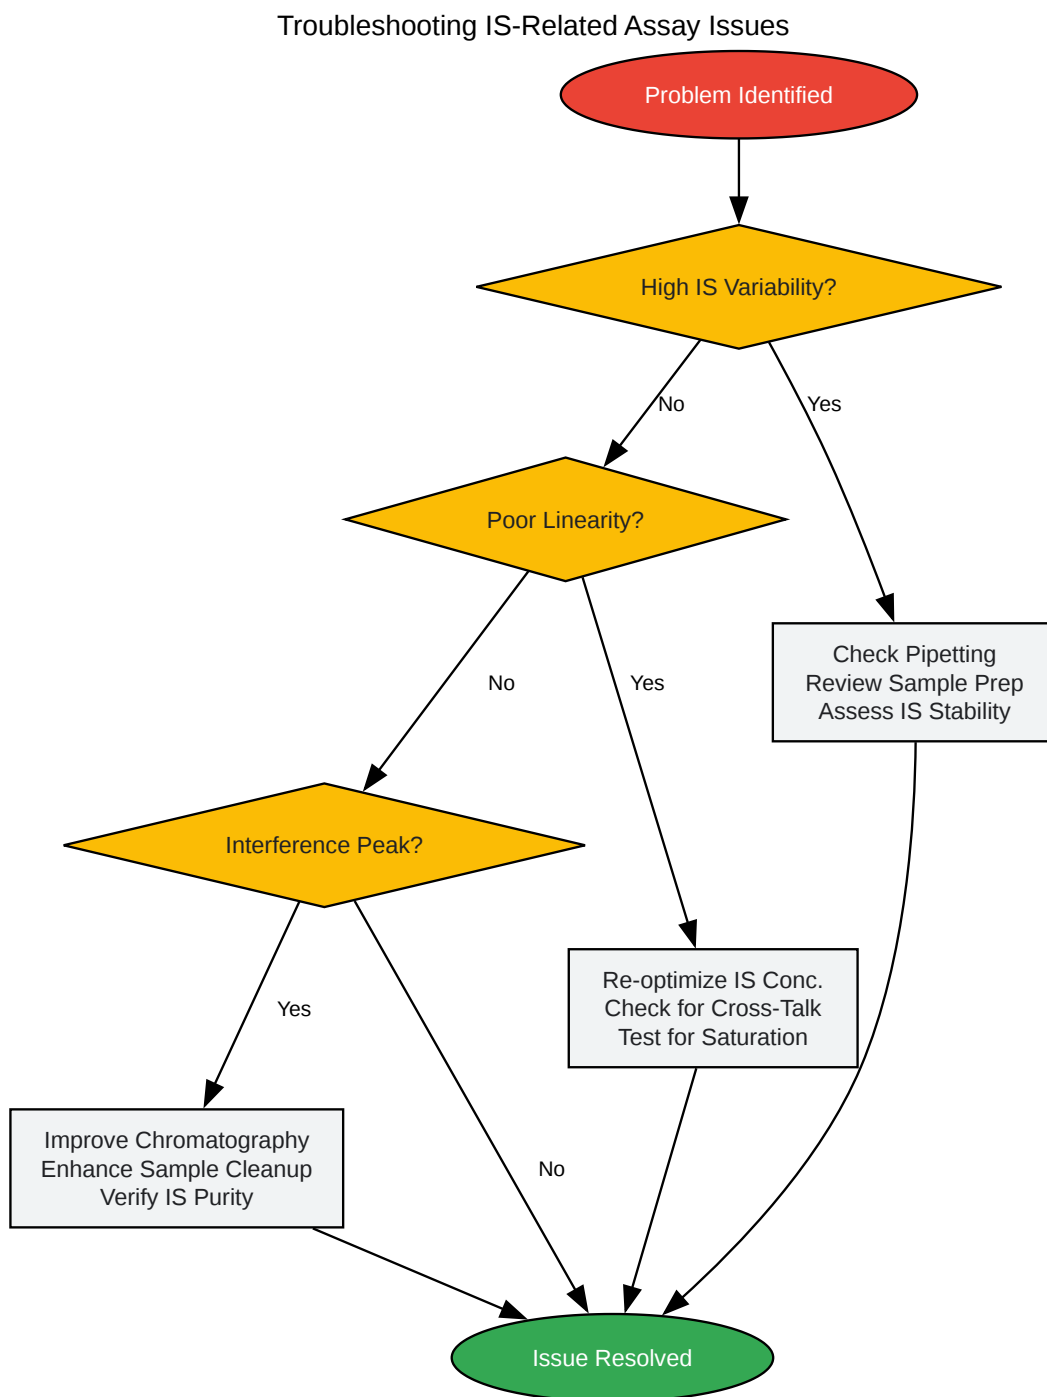 Troubleshooting IS-Related Assay Issues
Problem Identified
High IS Variability?
No
Yes
Poor Linearity?
No
Yes
Check Pipetting
Review Sample Prep
Assess IS Stability
Interference Peak?
Yes
No
Re-optimize IS Conc.
Check for Cross-Talk
Test for Saturation
Improve Chromatography
Enhance Sample Cleanup
Verify IS Purity
Issue Resolved